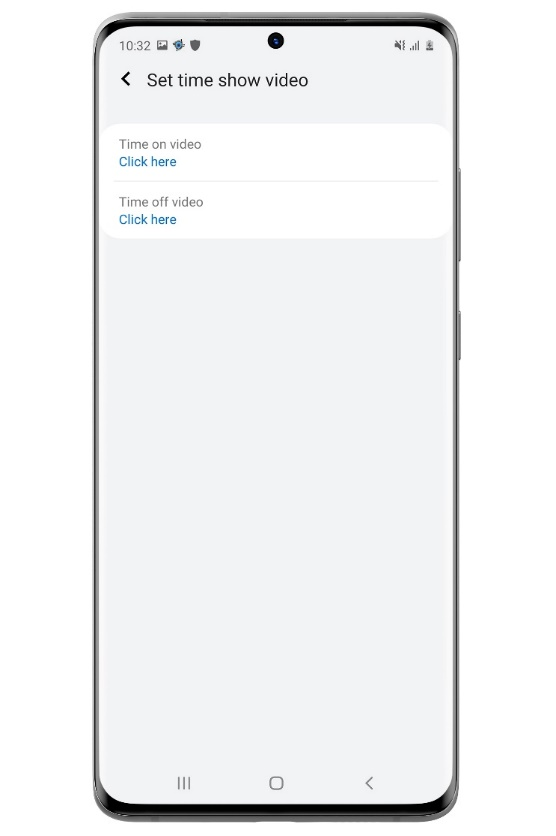 10:32
Set time show video
Time on video
Click here
Time off video
Click here